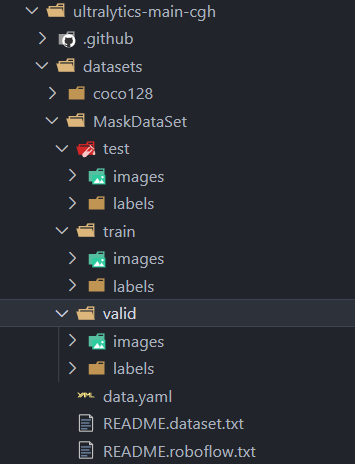 ultralytics-main-cgh
.github
datasets
coco128
MaskDataSet
test
images
labels
train
images
labels
valid
images
labels
YAML data.yaml
README.dataset.txt
README.roboflow.txt